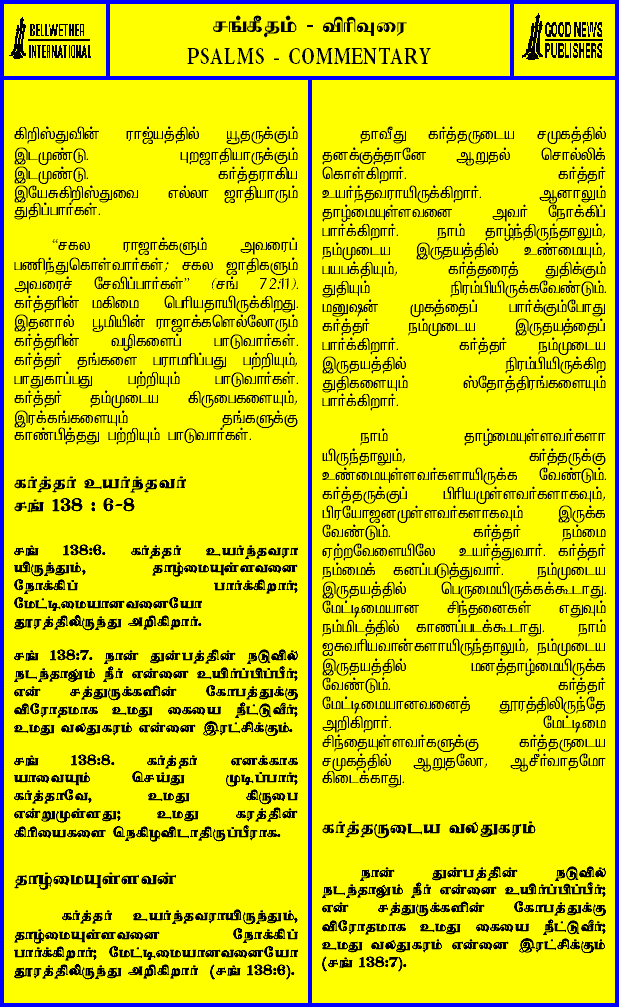 BELLWETHER
INTERNATIONAL
சங்கீதம் - விரிவுரை
PSALMS - COMMENTARY
GOOD NEWS
PUBLISHERS
கிறிஸ்துவின் ராஜ்யத்தில் யூதருக்கும்
இடமுண்டு. புறஜாதியாருக்கும்
இடமுண்டு. கர்த்தராகிய
இயேசுகிறிஸ்துவை எல்லா ஜாதியாரும்
துதிப்பார்கள்.
“சகல ராஜாக்களும் அவரைப்
பணிந்துகொள்வார்கள்; சகல ஜாதிகளும்
அவரைச் சேவிப்பார்கள்” (சங் 72:11).
கர்த்தரின் மகிமை பெரியதாயிருக்கிறது.
இதனால் பூமியின் ராஜாக்களெல்லோரும்
கர்த்தரின் வழிகளைப் பாடுவார்கள்.
கர்த்தர் தங்களை பராமரிப்பது பற்றியும்,
பாதுகாப்பது பற்றியும் பாடுவார்கள்.
கர்த்தர் தம்முடைய கிருபைகளையும்,
இரக்கங்களையும் தங்களுக்கு
காண்பித்தது பற்றியும் பாடுவார்கள்.
கர்த்தர் உயர்ந்தவர்
சங் 138 : 6-8
சங் 138:6. கர்த்தர் உயர்ந்தவரா
யிருந்தும், தாழ்மையுள்ளவனை
நோக்கிப் பார்க்கிறார்;
மேட்டிமையானவனையோ
தூரத்திலிருந்து அறிகிறார்.
சங் 138:7. நான் துன்பத்தின் நடுவில்
நடந்தாலும் நீர் என்னை உயிர்ப்பிப்பீர்;
என் சத்துருக்களின் கோபத்துக்கு
விரோதமாக உமது கையை நீட்டுவீர்;
உமது வலதுகரம் என்னை இரட்சிக்கும்.
சங் 138:8. கர்த்தர் எனக்காக
யாவையும் செய்து முடிப்பார்;
கர்த்தாவே, உமது கிருபை
என்றுமுள்ளது; உமது கரத்தின்
கிரியைகளை நெகிழவிடாதிருப்பீராக.
தாழ்மையுள்ளவன்
கர்த்தர் உயர்ந்தவராயிருந்தும்,
தாழ்மையுள்ளவனை நோக்கிப்
பார்க்கிறார்; மேட்டிமையானவனையோ
தூரத்திலிருந்து அறிகிறார் (சங் 138:6).
தாவீது கர்த்தருடைய சமுகத்தில்
தனக்குத்தானே ஆறுதல் சொல்லிக்
கொள்கிறார். கர்த்தர்
உயர்ந்தவராயிருக்கிறார். ஆனாலும்
தாழ்மையுள்ளவனை அவர் நோக்கிப்
பார்க்கிறார். நாம் தாழ்ந்திருந்தாலும்,
நம்முடைய இருதயத்தில் உண்மையும்,
பயபக்தியும், கர்த்தரைத் துதிக்கும்
துதியும் நிரம்பியிருக்கவேண்டும்.
மனுஷன் முகத்தைப் பார்க்கும்போது
கர்த்தர் நம்முடைய இருதயத்தைப்
பார்க்கிறார். கர்த்தர் நம்முடைய
இருதயத்தில் நிரம்பியிருக்கிற
துதிகளையும் ஸ்தோத்திரங்களையும்
பார்க்கிறார்.
நாம் தாழ்மையுள்ளவர்களா
யிருந்தாலும், கர்த்தருக்கு
உண்மையுள்ளவர்களாயிருக்க வேண்டும்.
கர்த்தருக்குப் பிரியமுள்ளவர்களாகவும்,
பிரயோஜனமுள்ளவர்களாகவும் இருக்க
வேண்டும். கர்த்தர் நம்மை
ஏற்றவேளையிலே உயர்த்துவார். கர்த்தர்
நம்மைக் கனப்படுத்துவார். நம்முடைய
இருதயத்தில் பெருமையிருக்கக்கூடாது.
மேட்டிமையான சிந்தனைகள் எதுவும்
நம்மிடத்தில் காணப்படக்கூடாது. நாம்
ஐசுவரியவான்களாயிருந்தாலும், நம்முடைய
இருதயத்தில் மனத்தாழ்மையிருக்க
வேண்டும். கர்த்தர்
மேட்டிமையானவனைத் தூரத்திலிருந்தே
அறிகிறார். மேட்டிமை
சிந்தையுள்ளவர்களுக்கு கர்த்தருடைய
சமுகத்தில் ஆறுதலோ, ஆசீர்வாதமோ
கிடைக்காது.
கர்த்தருடைய வலதுகரம்
நான் துன்பத்தின் நடுவில்
நடந்தாலும் நீர் என்னை உயிர்ப்பிப்பீர்;
என் சத்துருக்களின் கோபத்துக்கு
விரோதமாக உமது கையை நீட்டுவீர்;
உமது வலதுகரம் என்னை இரட்சிக்கும்
(சங் 138:7).